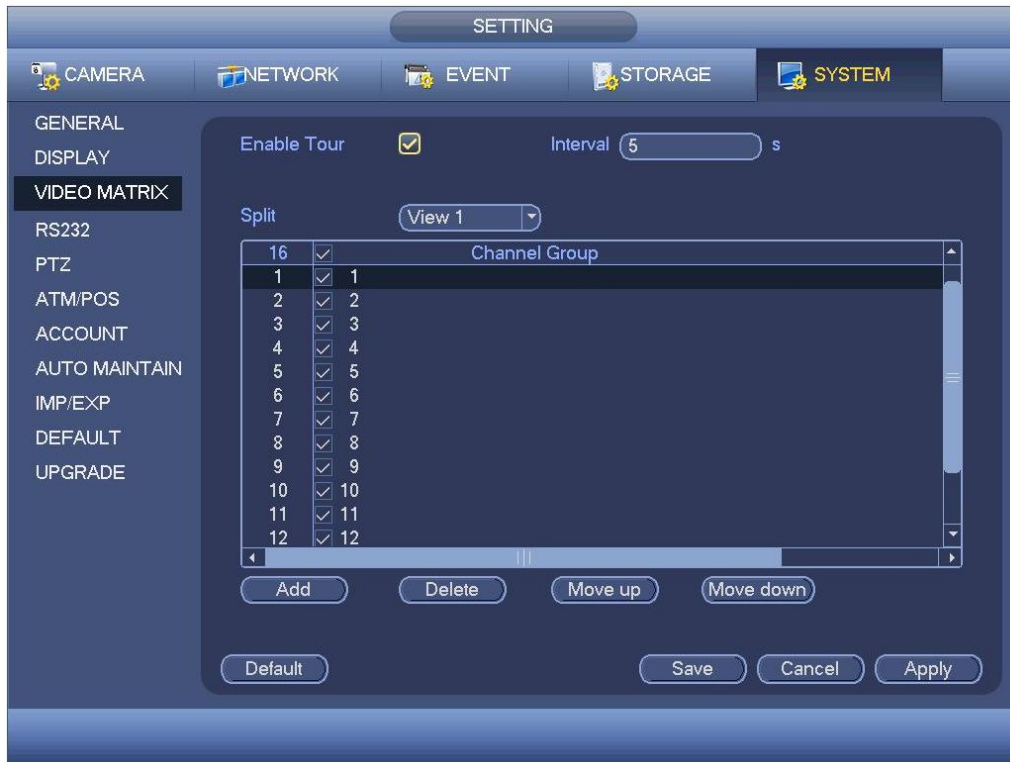 SETTING
CAMERA NETWORK EVENT STORAGE SYSTEM
GENERAL
DISPLAY
VIDEO MATRIX
RS232
PTZ
ATM/POS
ACCOUNT
AUTO MAINTAIN
IMP/EXP
DEFAULT
UPGRADE
Enable Tour Interval 5 s
Split View 1
16 Channel Group
1 1
2 2
3 3
4 4
5 5
6 6
7 7
8 8
9 9
10 10
11 11
12 12
Add Delete Move up Move down
Default Save Cancel Apply